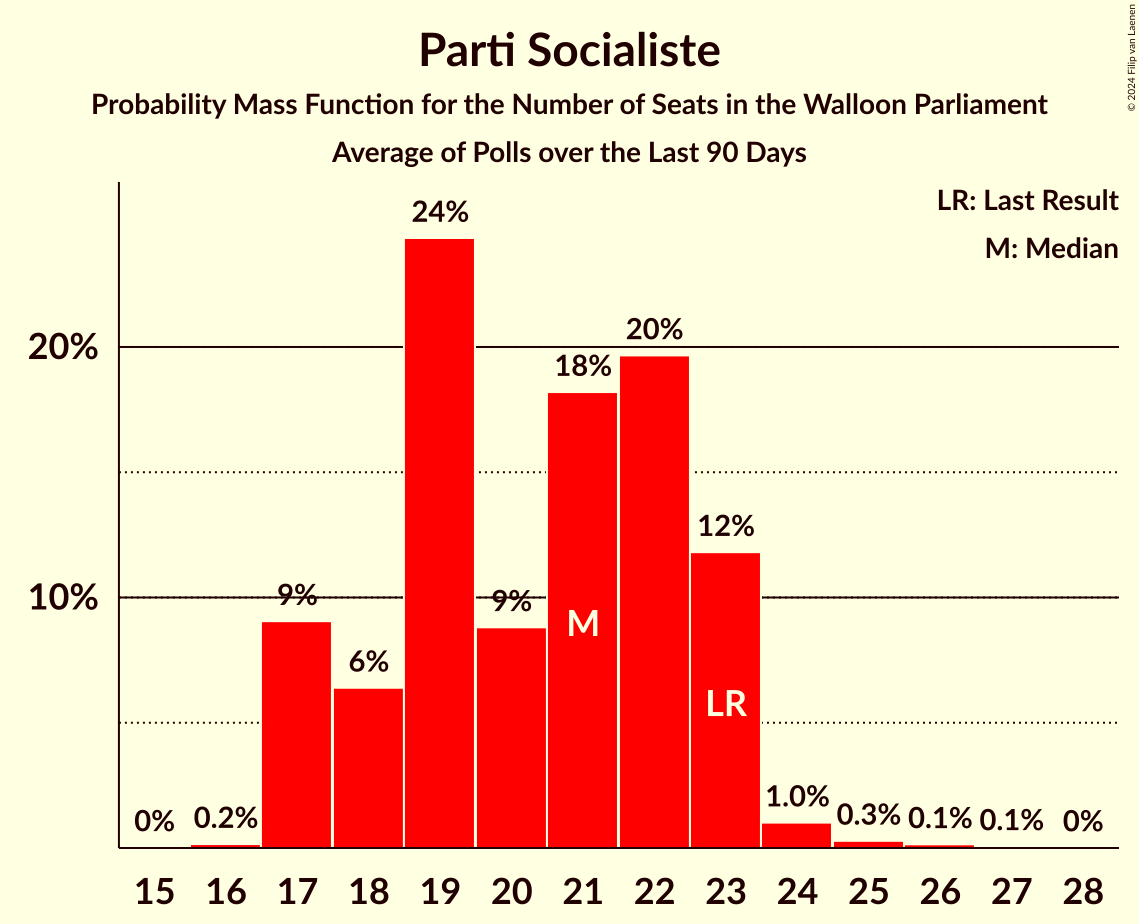 Parti Socialiste
Probability Mass Function for the Number of Seats in the Walloon Parliament
Average of Polls over the Last 90 Days
© 2024 Filip van Laenen
LR: Last Result
M: Median
20%
10%
0%
0.2%
9%
6%
24%
9%
18%
20%
12%
1.0%
0.3%
0.1%
0.1%
0%
M
LR
15 16 17 18 19 20 21 22 23 24 25 26 27 28